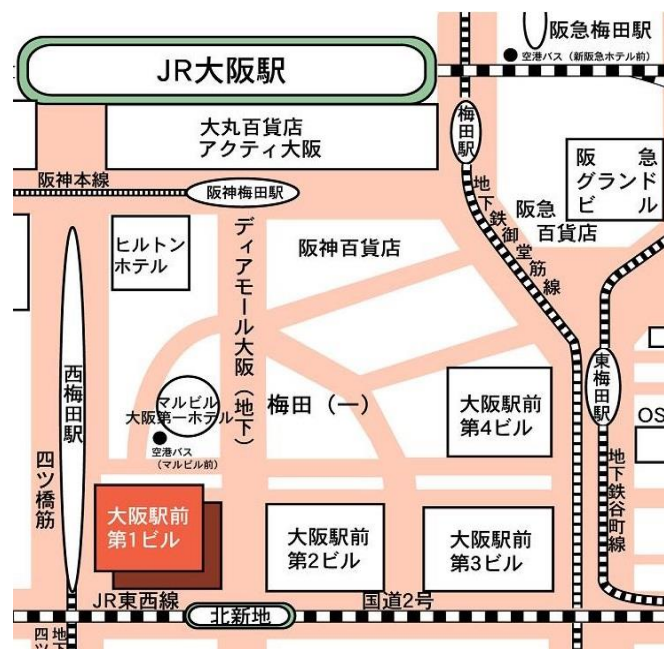 阪急梅田駅
空港バス（新阪急ホテル前）
JR大阪駅
大丸百貨店
アクティ大阪
梅田駅
阪急
グランド
ビル
阪神本線
阪神梅田駅
地下鉄御堂筋線
阪急
百貨店
ヒルトン
ホテル
ディアモール大阪（地下）
阪神百貨店
西梅田駅
マルビル
大阪第一ホテル
梅田（一）
大阪駅前
第4ビル
東梅田駅
OS
空港バス
（マルビル前）
四ツ橋筋
地下鉄谷町線
大阪駅前
第1ビル
大阪駅前
第2ビル
大阪駅前
第3ビル
JR東西線
北新地
国道2号
四ツ
地下